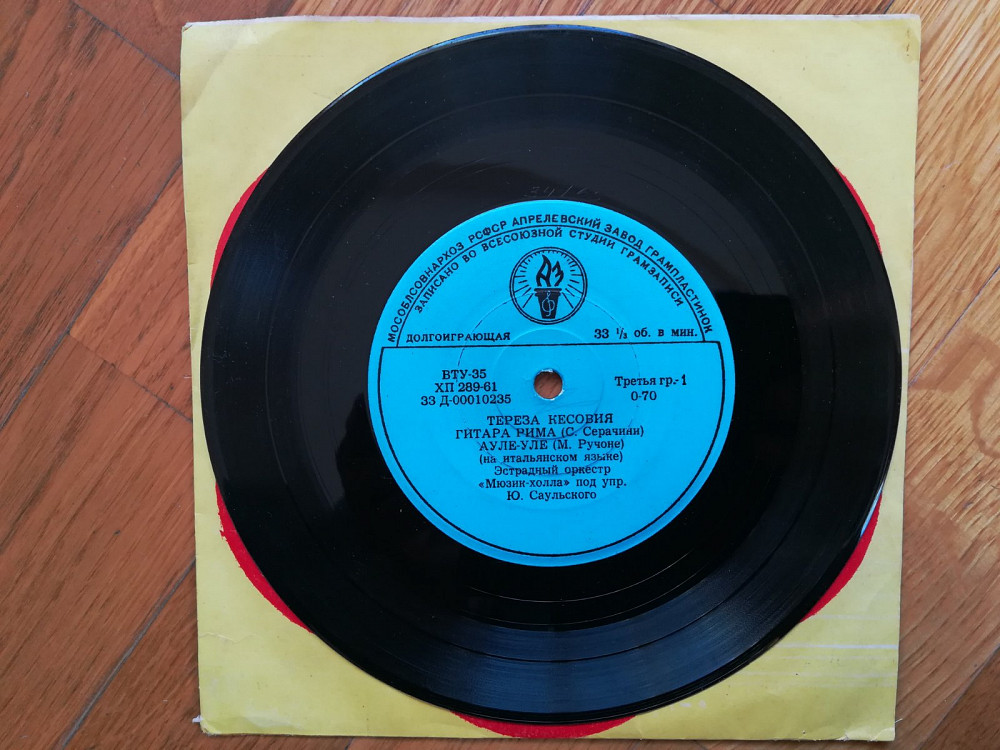 МОСОБЛСОВНАРХОЗ РСФСР АПРЕЛЕВСКИЙ ЗАВОД ГРАМПЛАСТИНОК
ЗАПИСАНО ВО ВСЕСОЮЗНОЙ СТУДИИ ГРАМЗАПИСИ
АЗ
ДОЛГОИГРАЮЩАЯ 33 ⅓ об. в мин.
ВТУ-35
ХП 289-61 Третья гр.-1
33 Д-00010235 0-70
ТЕРЕЗА КЕСОВИЯ
ГИТАРА РИМА (С. Серачини)
АУЛЕ-УЛЕ (М. Ручоне)
(на итальянском языке)
Эстрадный оркестр
«Мюзик-холла» под упр.
Ю. Саульского